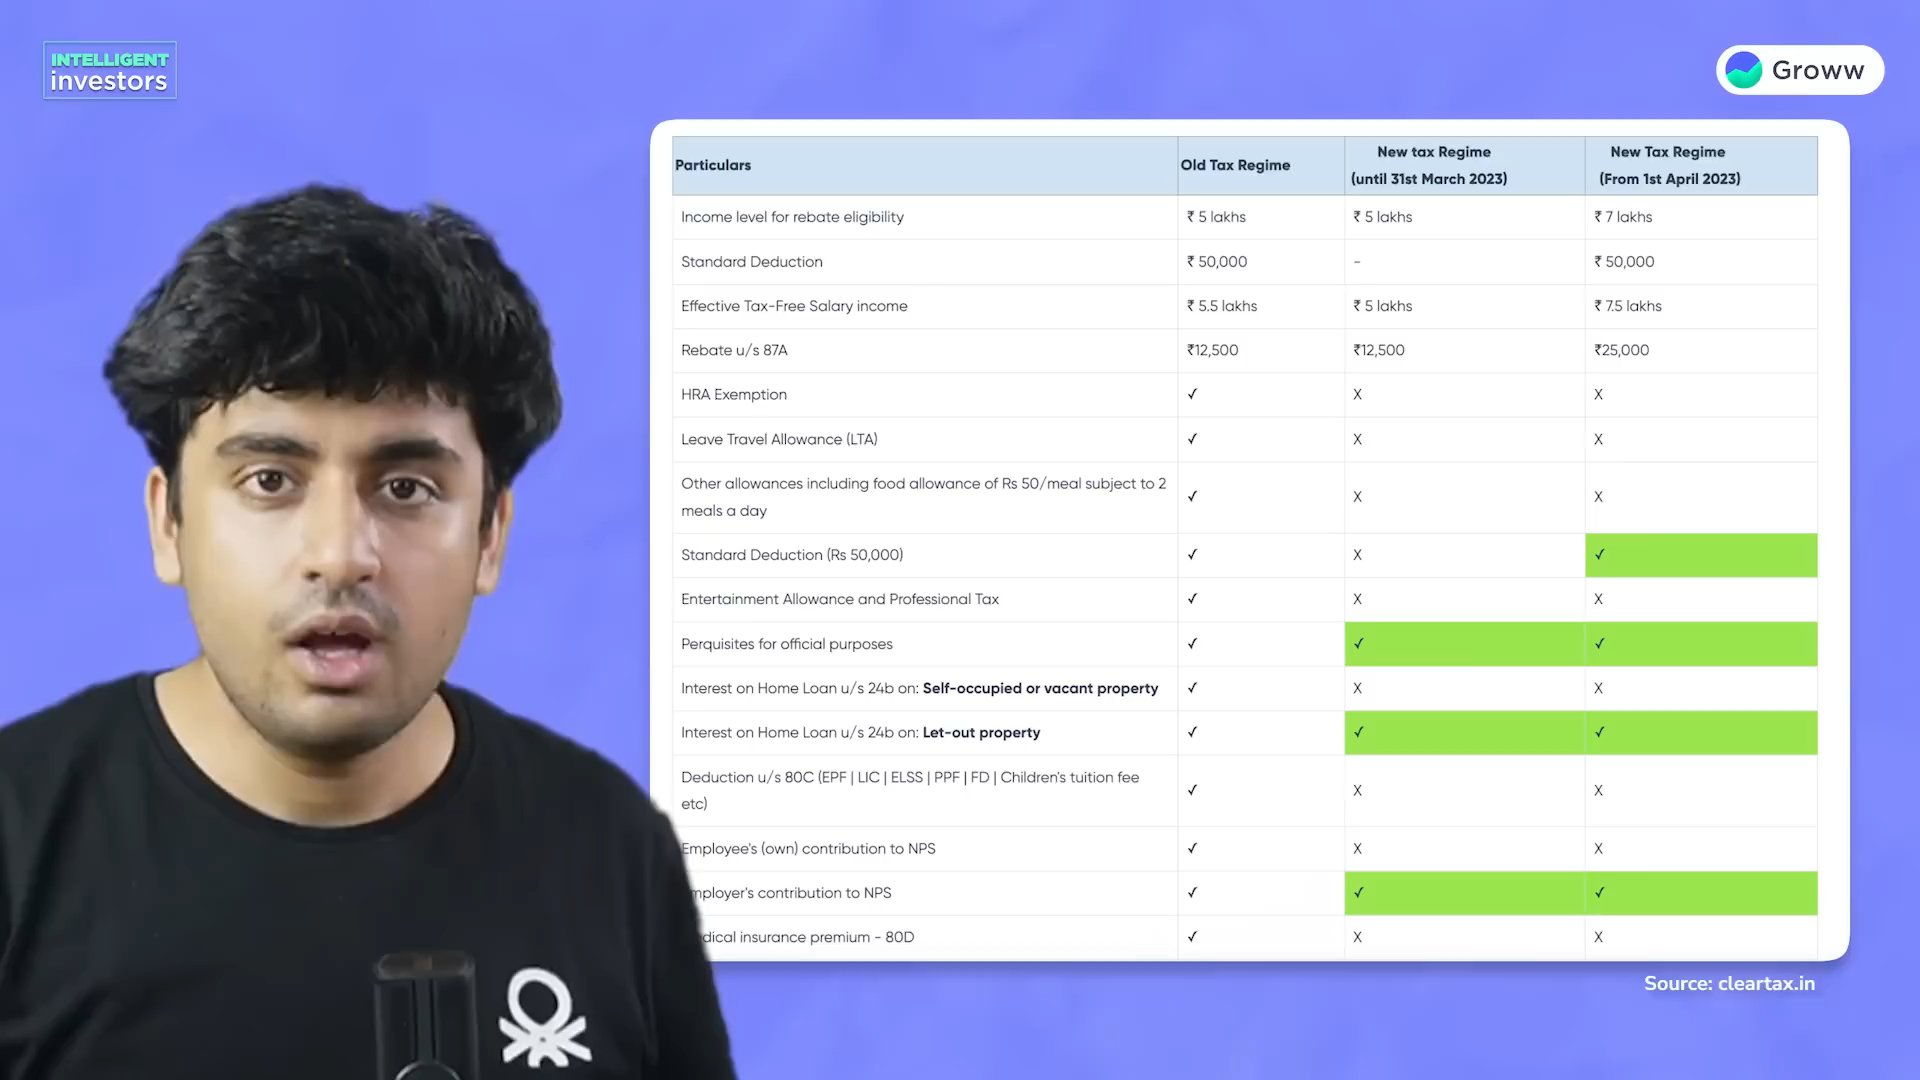 INTELLIGENT
investors
Groww
Particulars
Old Tax Regime
New tax Regime
(until 31st March 2023)
New Tax Regime
(From 1st April 2023)
Income level for rebate eligibility
₹ 5 lakhs
₹ 5 lakhs
₹ 7 lakhs
Standard Deduction
₹ 50,000
-
₹ 50,000
Effective Tax-Free Salary income
₹ 5.5 lakhs
₹ 5 lakhs
₹ 7.5 lakhs
Rebate u/s 87A
₹12,500
₹12,500
₹25,000
HRA Exemption
✓
X
X
Leave Travel Allowance (LTA)
✓
X
X
Other allowances including food allowance of Rs 50/meal subject to 2
meals a day
✓
X
X
Standard Deduction (Rs 50,000)
✓
X
✓
Entertainment Allowance and Professional Tax
✓
X
X
Perquisites for official purposes
✓
✓
✓
Interest on Home Loan u/s 24b on: Self-occupied or vacant property
✓
X
X
Interest on Home Loan u/s 24b on: Let-out property
✓
✓
✓
Deduction u/s 80C (EPF | LIC | ELSS | PPF | FD | Children's tuition fee
etc)
✓
X
X
Employee's (own) contribution to NPS
✓
X
X
mployer's contribution to NPS
✓
✓
✓
dical insurance premium - 80D
✓
X
X
Source: cleartax.in